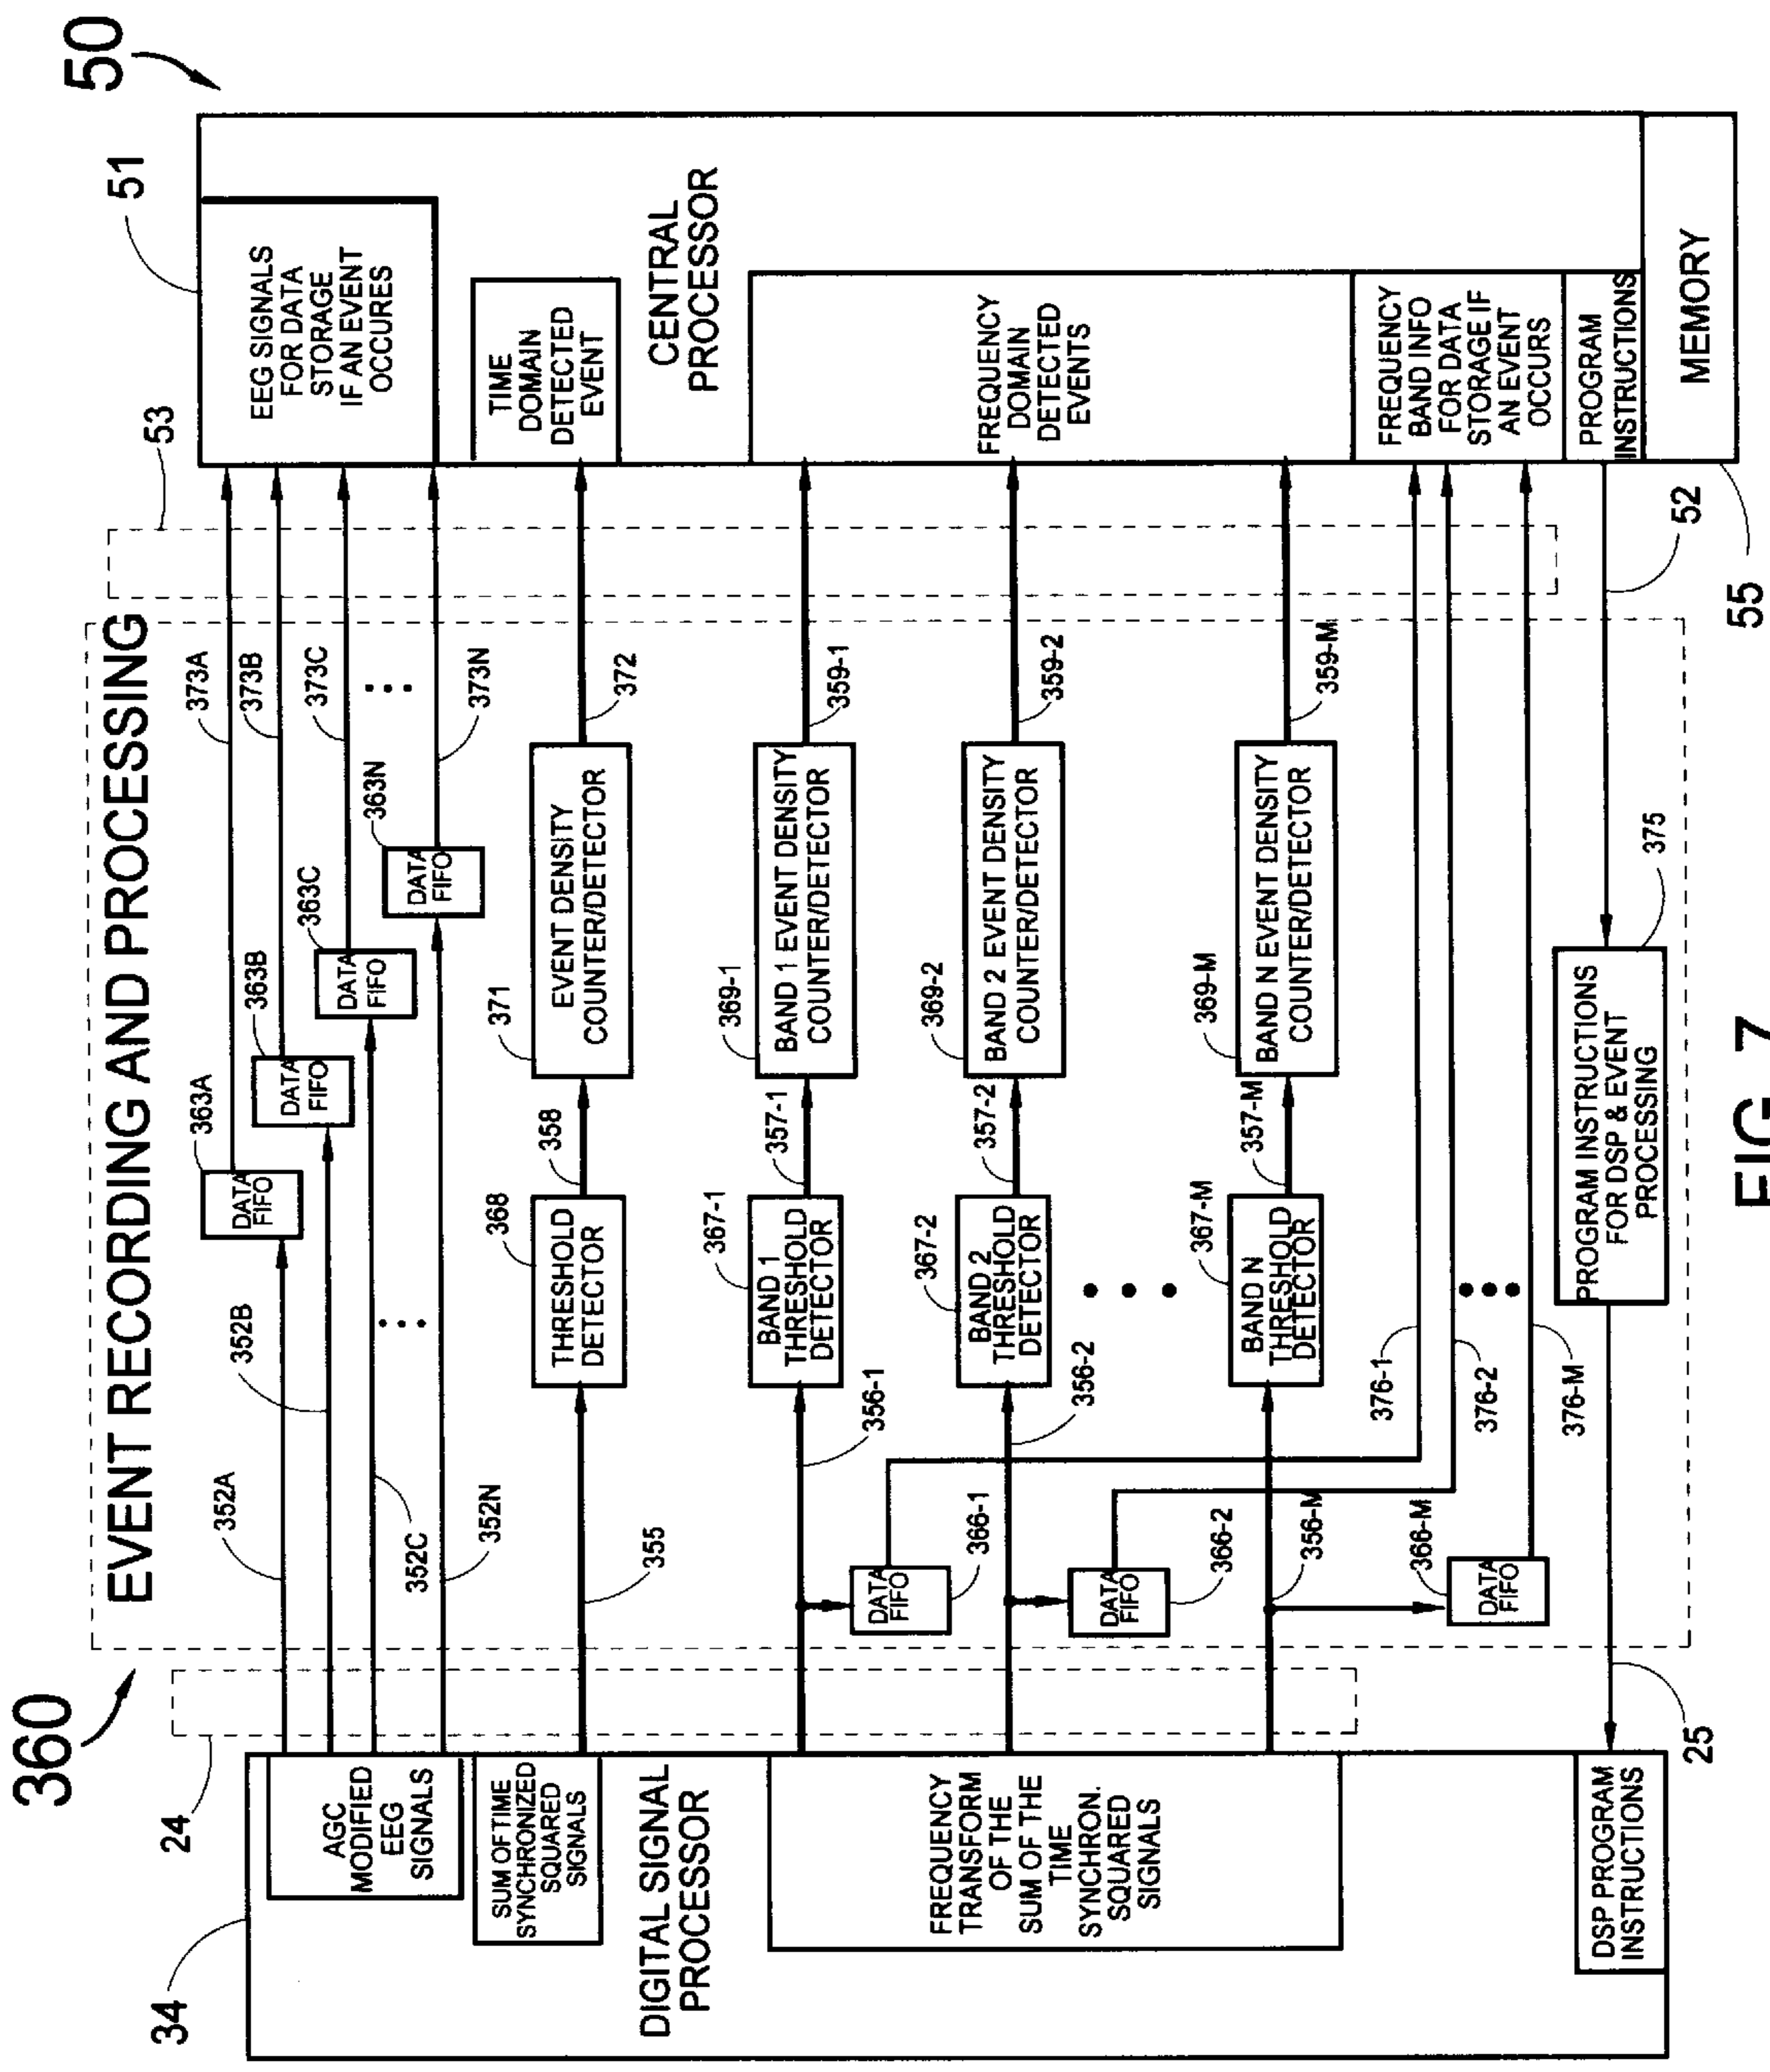 50
360
EVENT RECORDING AND PROCESSING
34
24
53
51
DIGITAL SIGNAL
PROCESSOR
AGC
MODIFIED
EEG
SIGNALS
SUM OF TIME
SYNCHRONIZED
SQUARED
SIGNALS
FREQUENCY
TRANSFORM
OF THE
SUM OF THE
TIME
SYNCHRON.
SQUARED
SIGNALS
DSP PROGRAM
INSTRUCTIONS
352A
352B
352C
352N
363A
DATA
FIFO
363B
DATA
FIFO
363C
DATA
FIFO
363N
DATA
FIFO
373A
373B
373C
373N
EEG SIGNALS
FOR DATA
STORAGE
IF AN EVENT
OCCURES
355
368
THRESHOLD
DETECTOR
358
371
EVENT DENSITY
COUNTER/DETECTOR
372
TIME
DOMAIN
DETECTED
EVENT
CENTRAL
PROCESSOR
356-1
367-1
BAND 1
THRESHOLD
DETECTOR
357-1
369-1
BAND 1 EVENT DENSITY
COUNTER/DETECTOR
359-1
DATA
FIFO
366-1
356-2
367-2
BAND 2
THRESHOLD
DETECTOR
357-2
369-2
BAND 2 EVENT DENSITY
COUNTER/DETECTOR
359-2
FREQUENCY
DOMAIN
DETECTED
EVENTS
DATA
FIFO
366-2
356-M
367-M
BAND N
THRESHOLD
DETECTOR
357-M
369-M
BAND N EVENT DENSITY
COUNTER/DETECTOR
359-M
366-M
DATA
FIFO
376-1
376-2
376-M
FREQUENCY
BAND INFO
FOR DATA
STORAGE IF
AN EVENT
OCCURS
25
PROGRAM INSTRUCTIONS
FOR DSP & EVENT
PROCESSING
375
52
PROGRAM
INSTRUCTIONS
MEMORY
55
FIG. 7